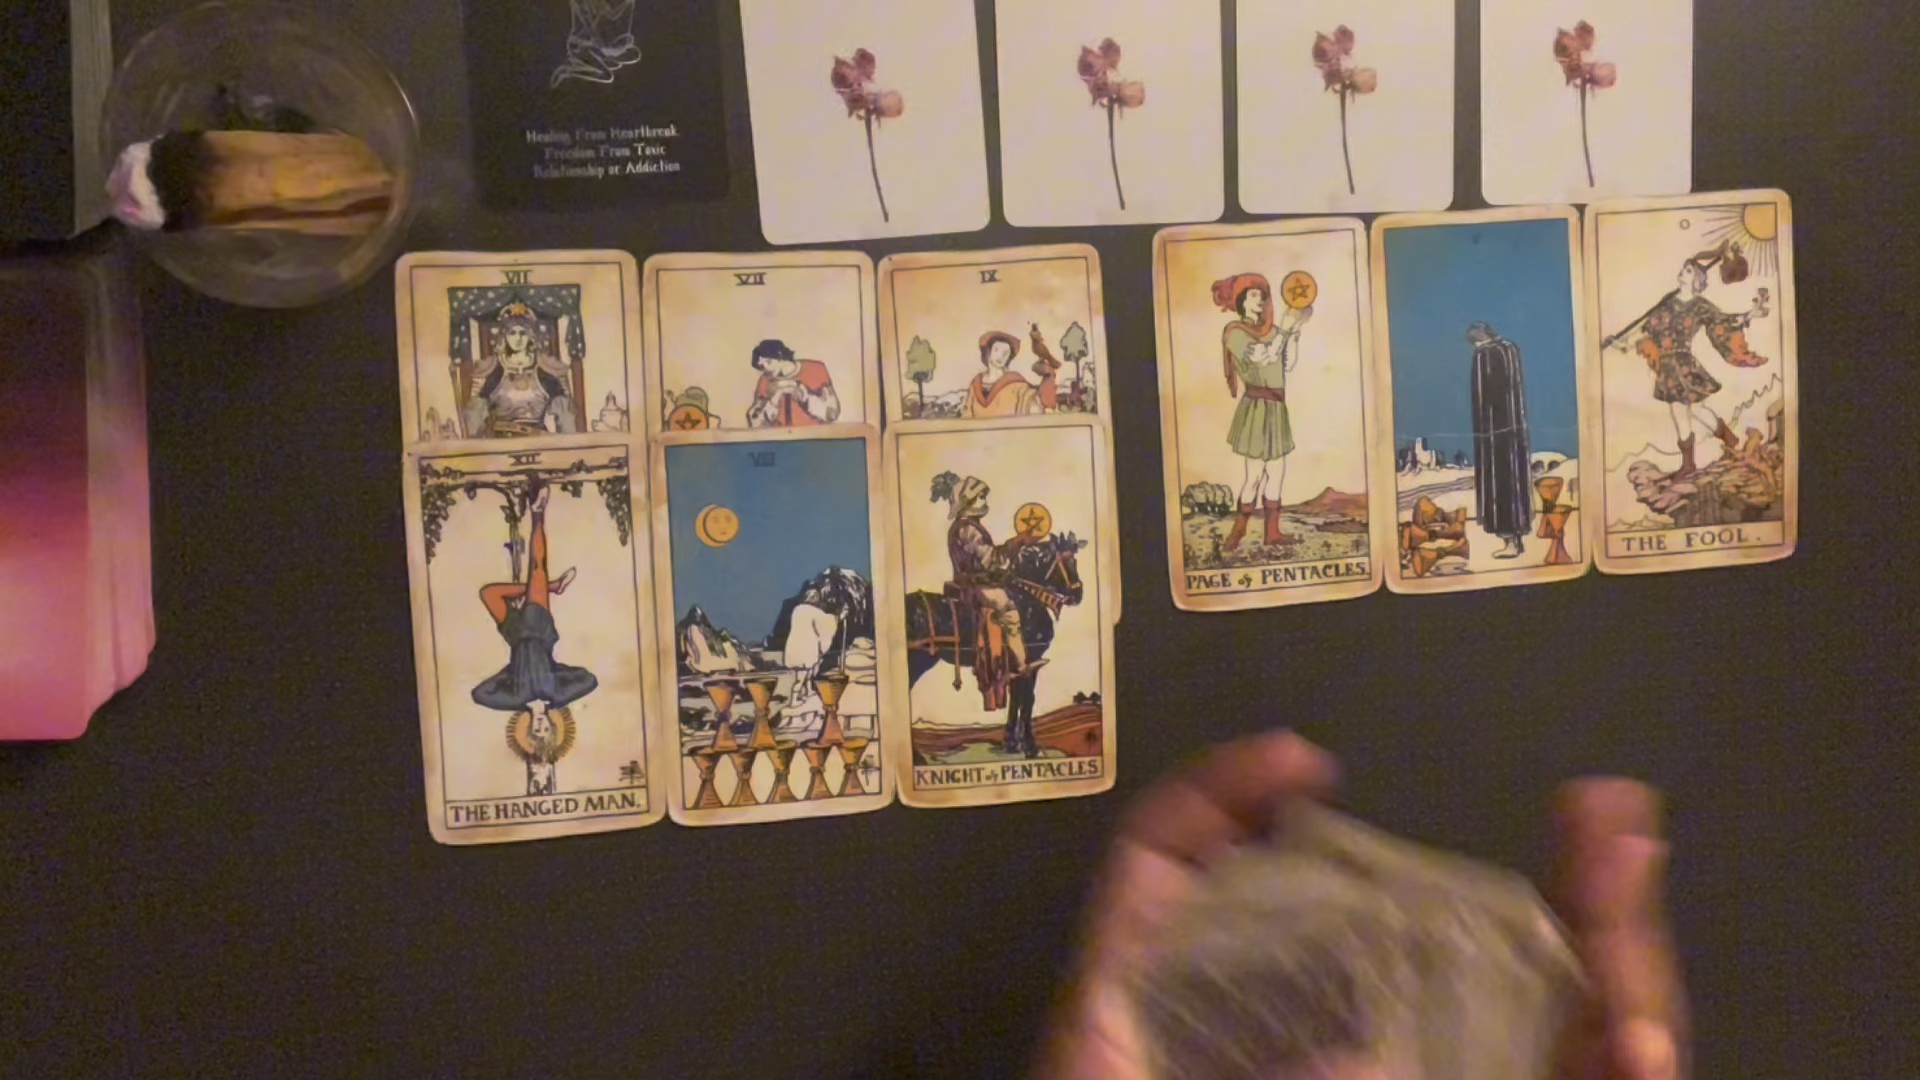 Healing From Heartbreak
Freedom From Toxic
Relationship or Addiction
VII
VII
IX
PAGE of PENTACLES
THE FOOL.
XII
VIII
THE HANGED MAN.
KNIGHT of PENTACLES